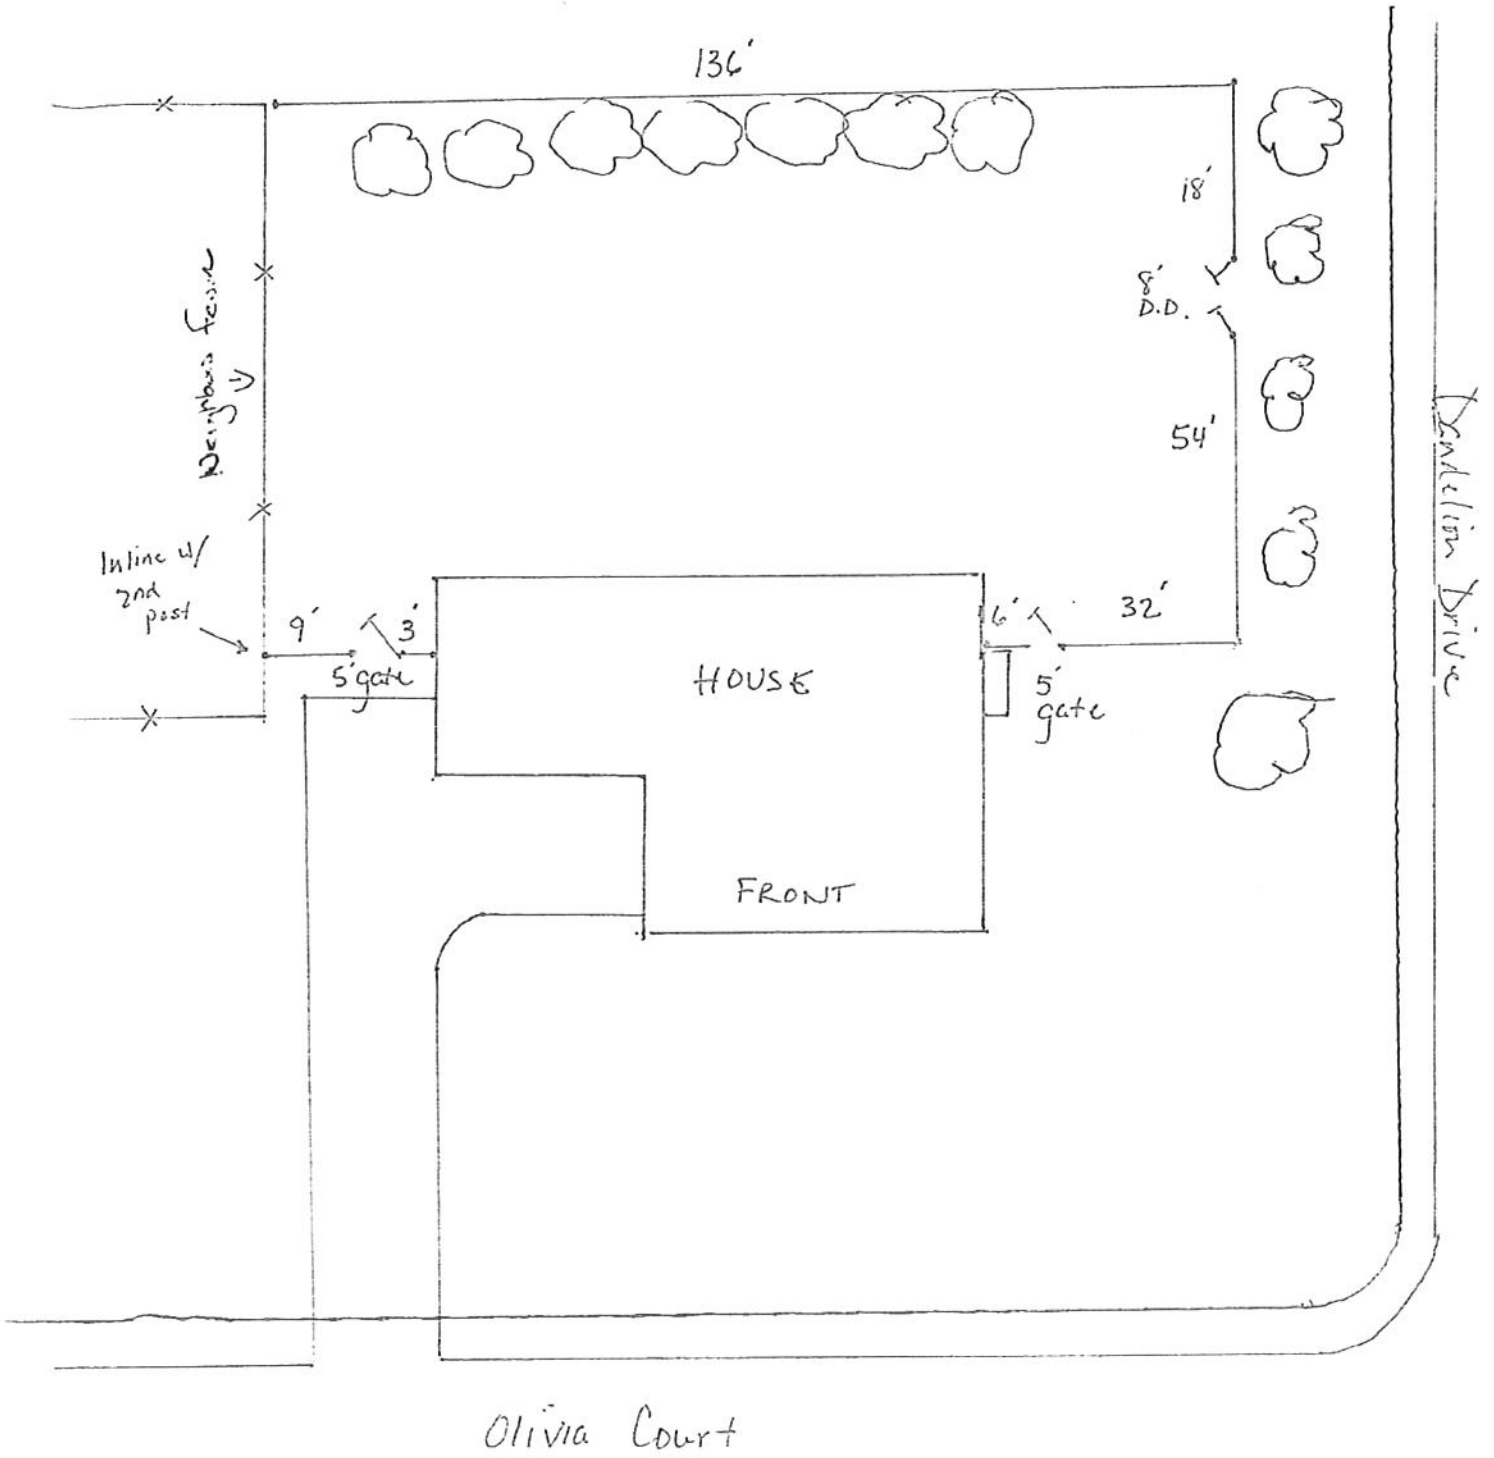 136'
18'
8'
D.D.
54'
Neighbors fence
Dandelion Drive
Inline w/
2nd
post
9'
3'
5' gate
HOUSE
6'
32'
5'
gate
FRONT
Olivia Court